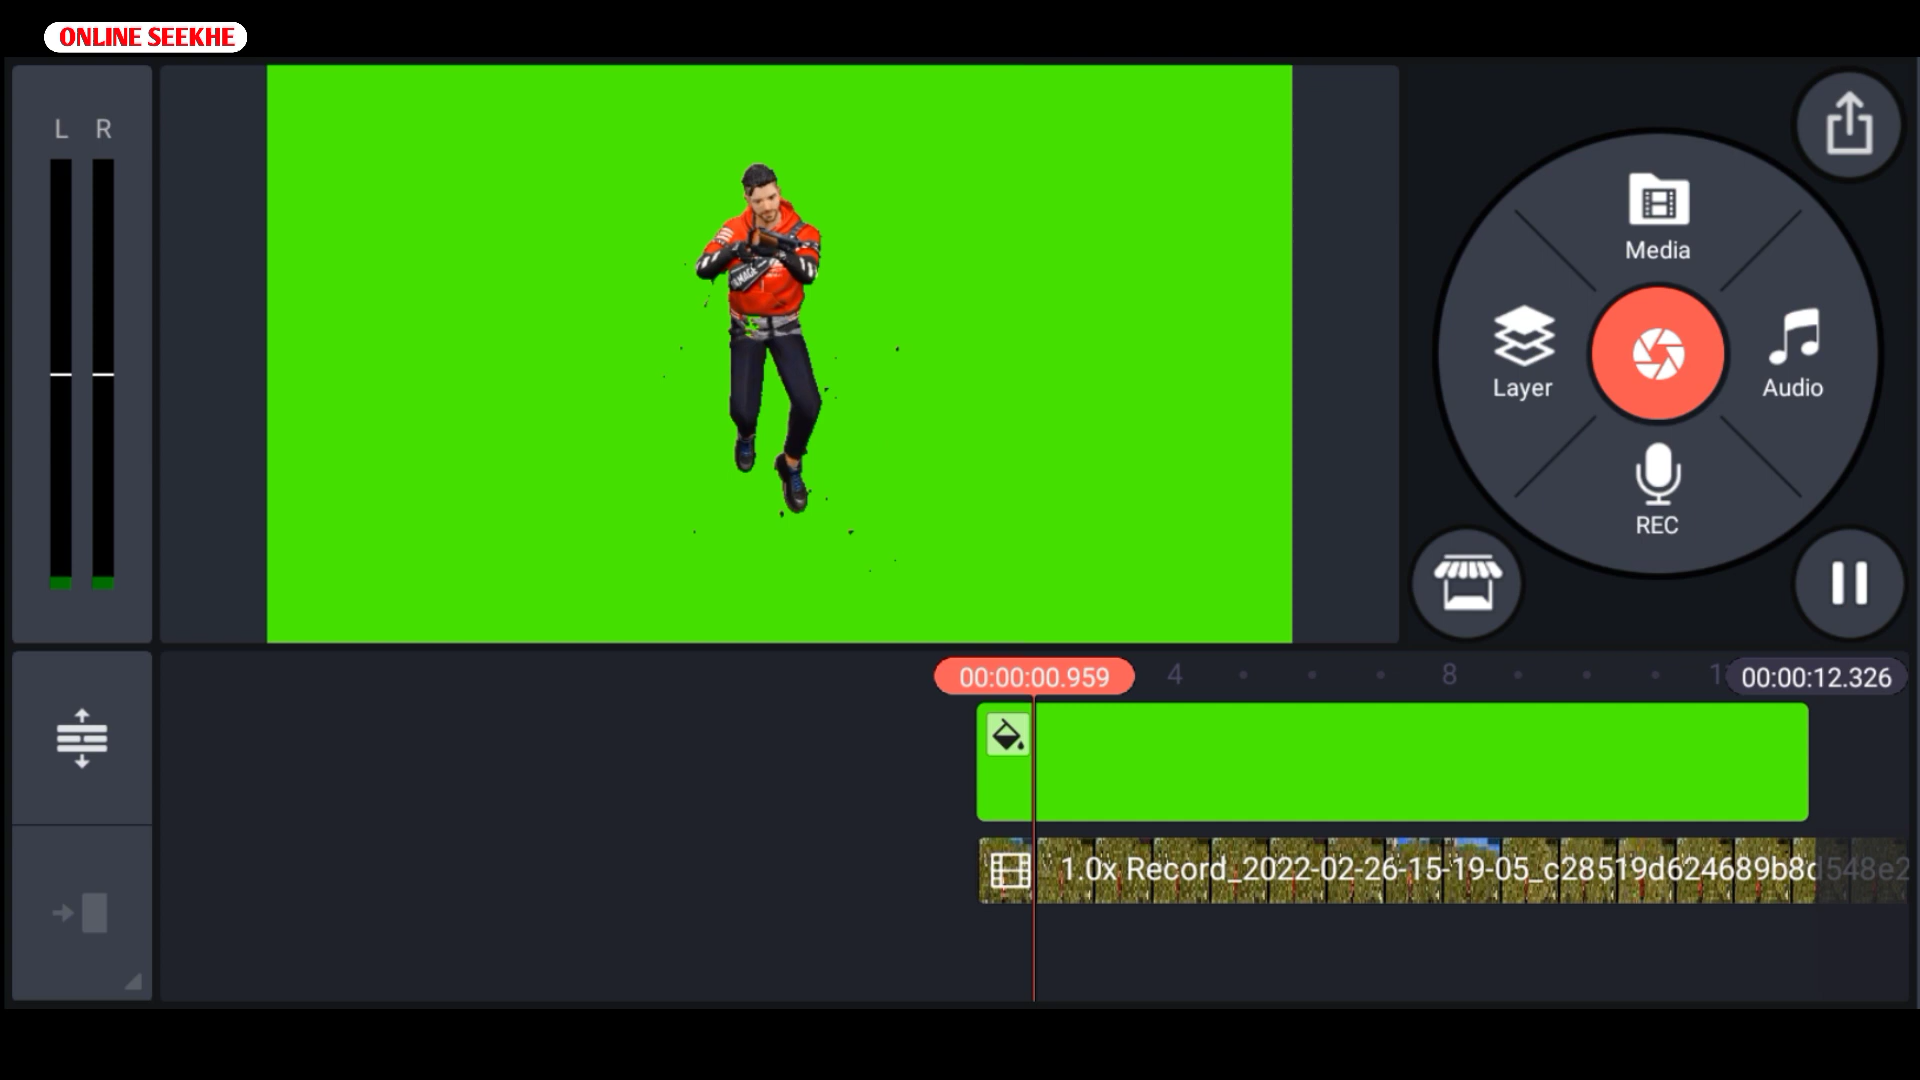 ONLINE SEEKHE
L R
Media
Layer
Audio
REC
00:00:00.959
4
8
00:00:12.326
1.0x Record_2022-02-26-15-19-05_c28519d624689b8d548e2